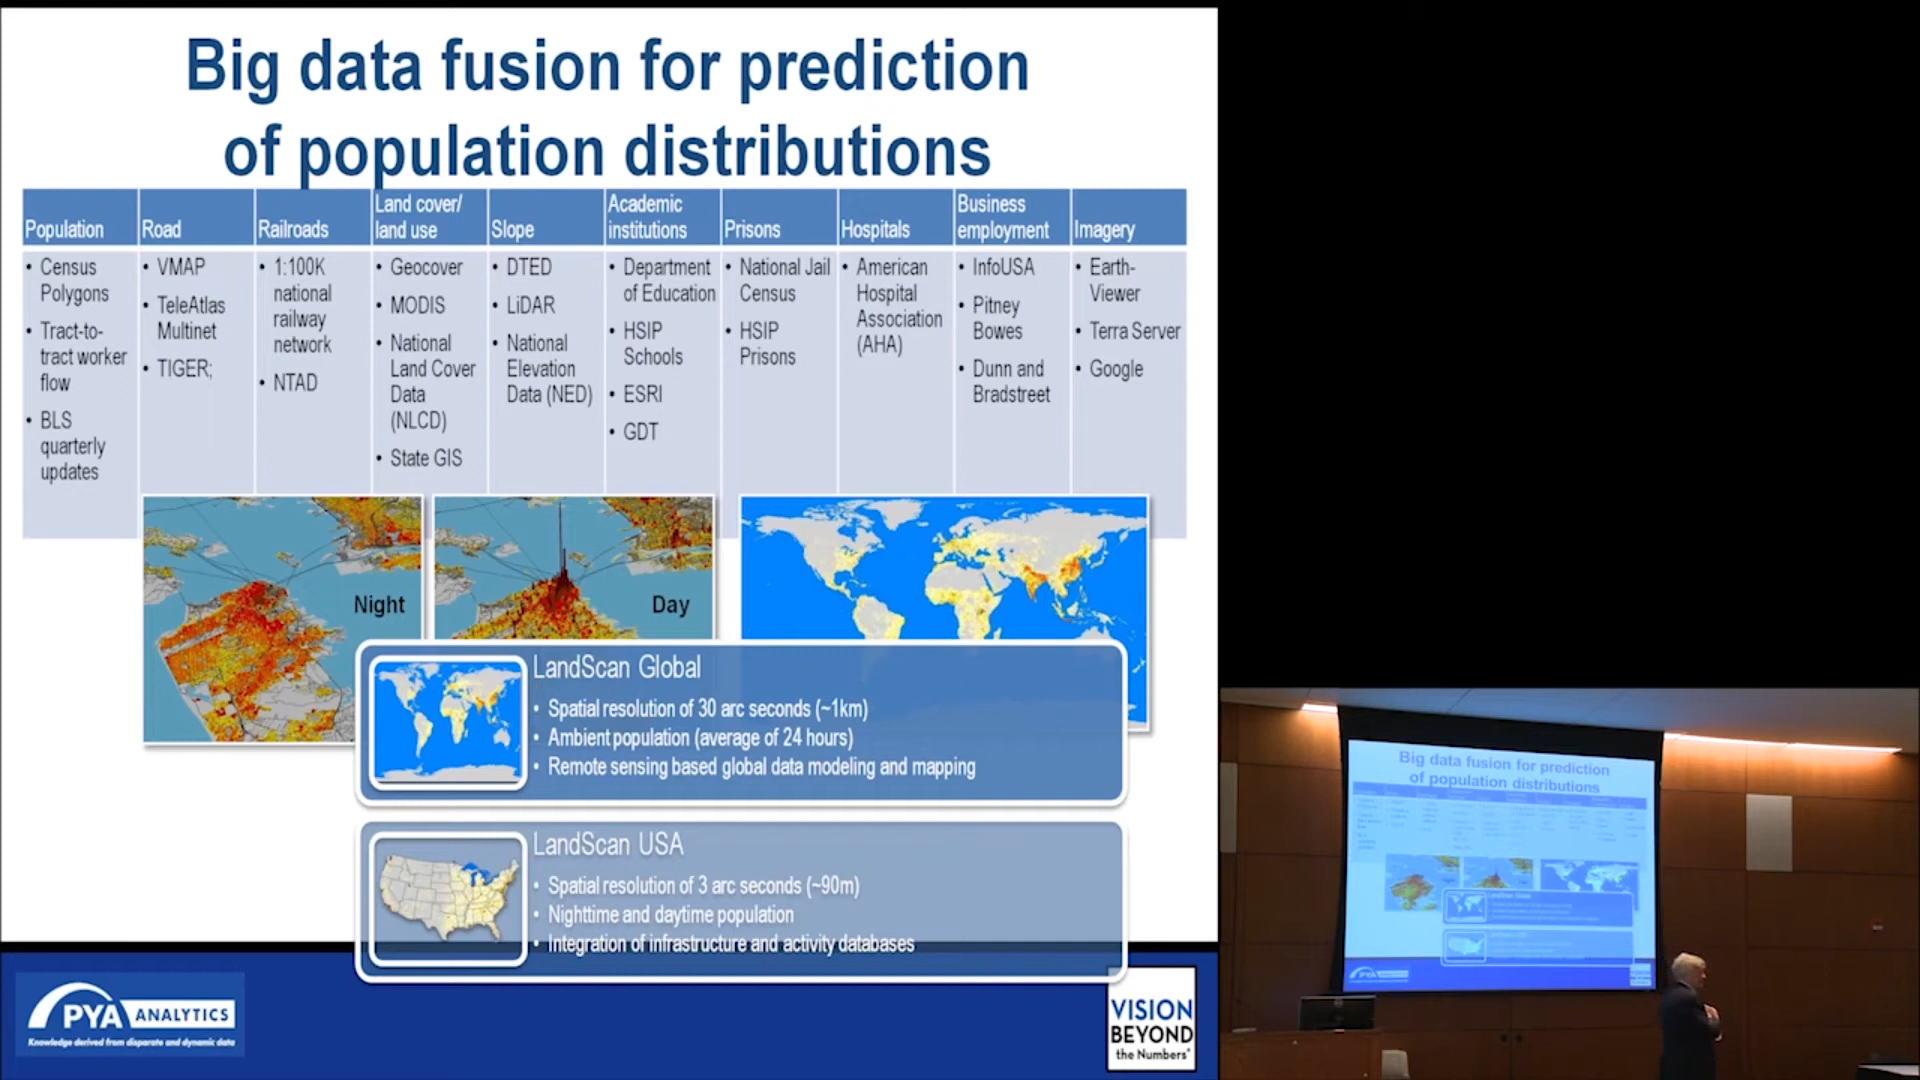 Big data fusion for prediction
of population distributions
Population
Road
Railroads
Land cover/
land use
Slope
Academic
institutions
Prisons
Hospitals
Business
employment
Imagery
• Census
Polygons
• Tract-to-
tract worker
flow
• BLS
quarterly
updates
• VMAP
• TeleAtlas
Multinet
• TIGER;
• 1:100K
national
railway
network
• NTAD
• Geocover
• MODIS
• National
Land Cover
Data
(NLCD)
• State GIS
• DTED
• LiDAR
• National
Elevation
Data (NED)
• Department
of Education
• HSIP
Schools
• ESRI
• GDT
• National Jail
Census
• HSIP
Prisons
• American
Hospital
Association
(AHA)
• InfoUSA
• Pitney
Bowes
• Dunn and
Bradstreet
• Earth-
Viewer
• Terra Server
• Google
Night
Day
LandScan Global
• Spatial resolution of 30 arc seconds (~1km)
• Ambient population (average of 24 hours)
• Remote sensing based global data modeling and mapping
LandScan USA
• Spatial resolution of 3 arc seconds (~90m)
• Nighttime and daytime population
• Integration of infrastructure and activity databases
PYA ANALYTICS
Knowledge derived from disparate and dynamic data
VISION
BEYOND
the Numbers
Big data fusion for prediction
of population distributions